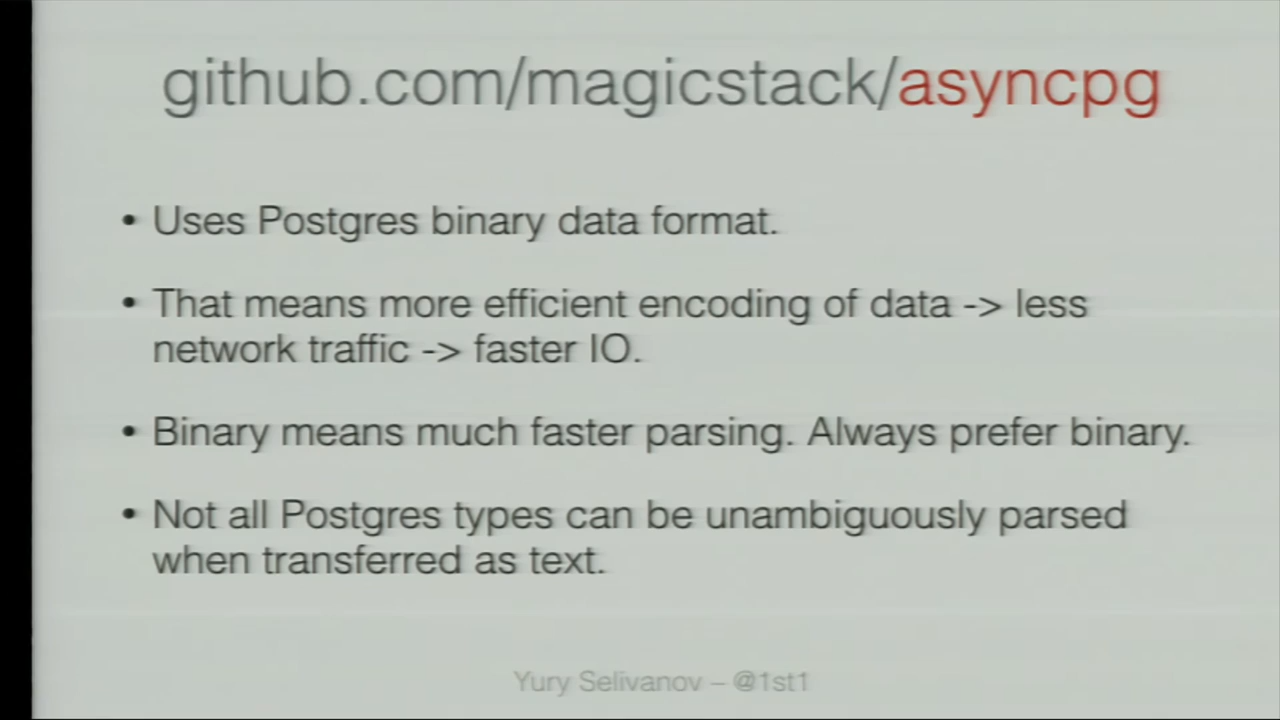 github.com/magicstack/asyncpg
• Uses Postgres binary data format.
• That means more efficient encoding of data -> less
network traffic -> faster IO.
• Binary means much faster parsing. Always prefer binary.
• Not all Postgres types can be unambiguously parsed
when transferred as text.
Yury Selivanov – @1st1